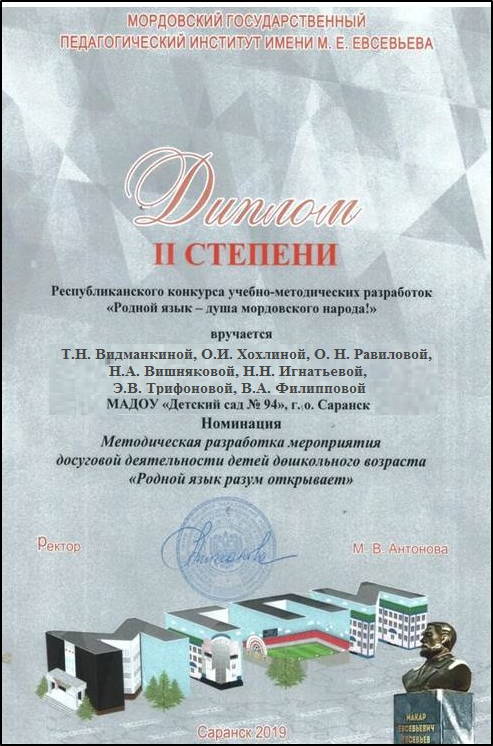 МОРДОВСКИЙ ГОСУДАРСТВЕННЫЙ
ПЕДАГОГИЧЕСКИЙ ИНСТИТУТ ИМЕНИ М. Е. ЕВСЕВЬЕВА
Диплом
II СТЕПЕНИ
Республиканского конкурса учебно-методических разработок
«Родной язык – душа мордовского народа!»
вручается
Т.Н. Видманкиной, О.И. Хохлиной, О. Н. Равиловой,
Н.А. Вишняковой, Н.Н. Игнатьевой,
Э.В. Трифоновой, В.А. Филипповой
МАДОУ «Детский сад № 94», г. о. Саранск
Номинация
Методическая разработка мероприятия
досуговой деятельности детей дошкольного возраста
«Родной язык разум открывает»
Ректор
М. В. Антонова
МАКАР
ЕВСЕВЬЕВИЧ
ЕВСЕВЬЕВ
Саранск 2019